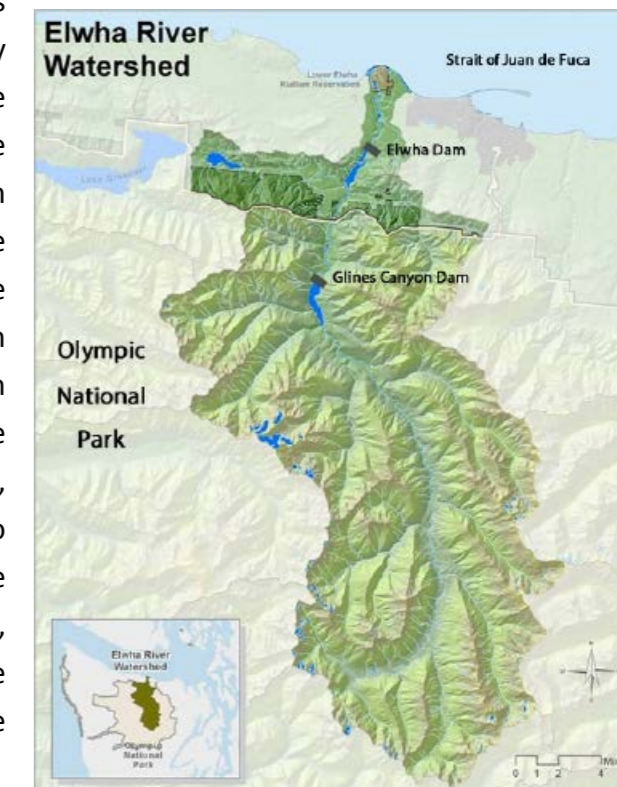 s
y
e
e
n
e
e
n
n
e
,
o
e
,
e
e
Elwha River
Watershed
Strait of Juan de Fuca
Lower Elwha
Klallam Reservation
Elwha Dam
Glines Canyon Dam
Olympic
National
Park
Elwha River
Watershed
Olympic
National
Park
0 1 2 4